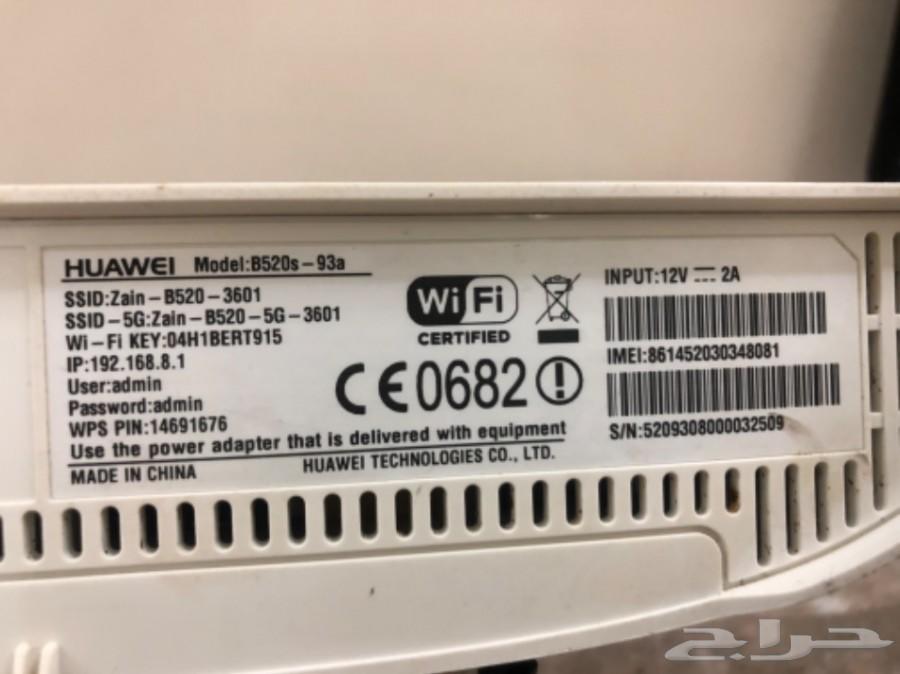 HUAWEI Model:B520s-93a
SSID:Zain-B520-3601
SSID-5G:Zain-B520-5G-3601
Wi-Fi KEY:04H1BERT915
IP:192.168.8.1
User:admin
Password:admin
WPS PIN:14691676
Use the power adapter that is delivered with equipment
MADE IN CHINA HUAWEI TECHNOLOGIES CO., LTD.
Wi Fi
CERTIFIED
CE0682
INPUT:12V ⎓ 2A
IMEI:861452030348081
S/N:5209308000032509
حراج